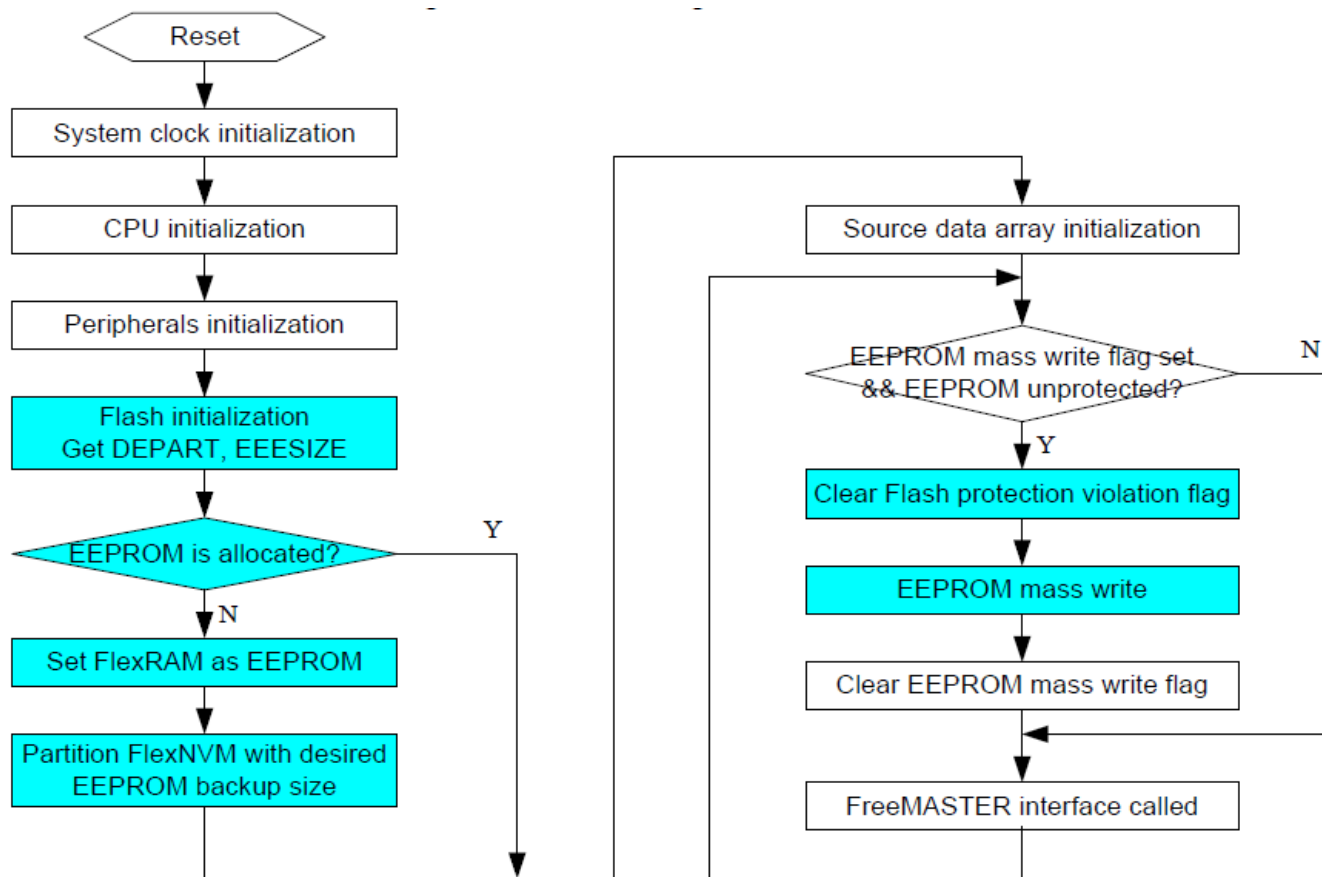 Reset
System clock initialization
CPU initialization
Peripherals initialization
Flash initialization
Get DEPART, EEESIZE
EEPROM is allocated?
Y
N
Set FlexRAM as EEPROM
Partition FlexNVM with desired
EEPROM backup size
Source data array initialization
EEPROM mass write flag set
&& EEPROM unprotected?
N
Y
Clear Flash protection violation flag
EEPROM mass write
Clear EEPROM mass write flag
FreeMASTER interface called